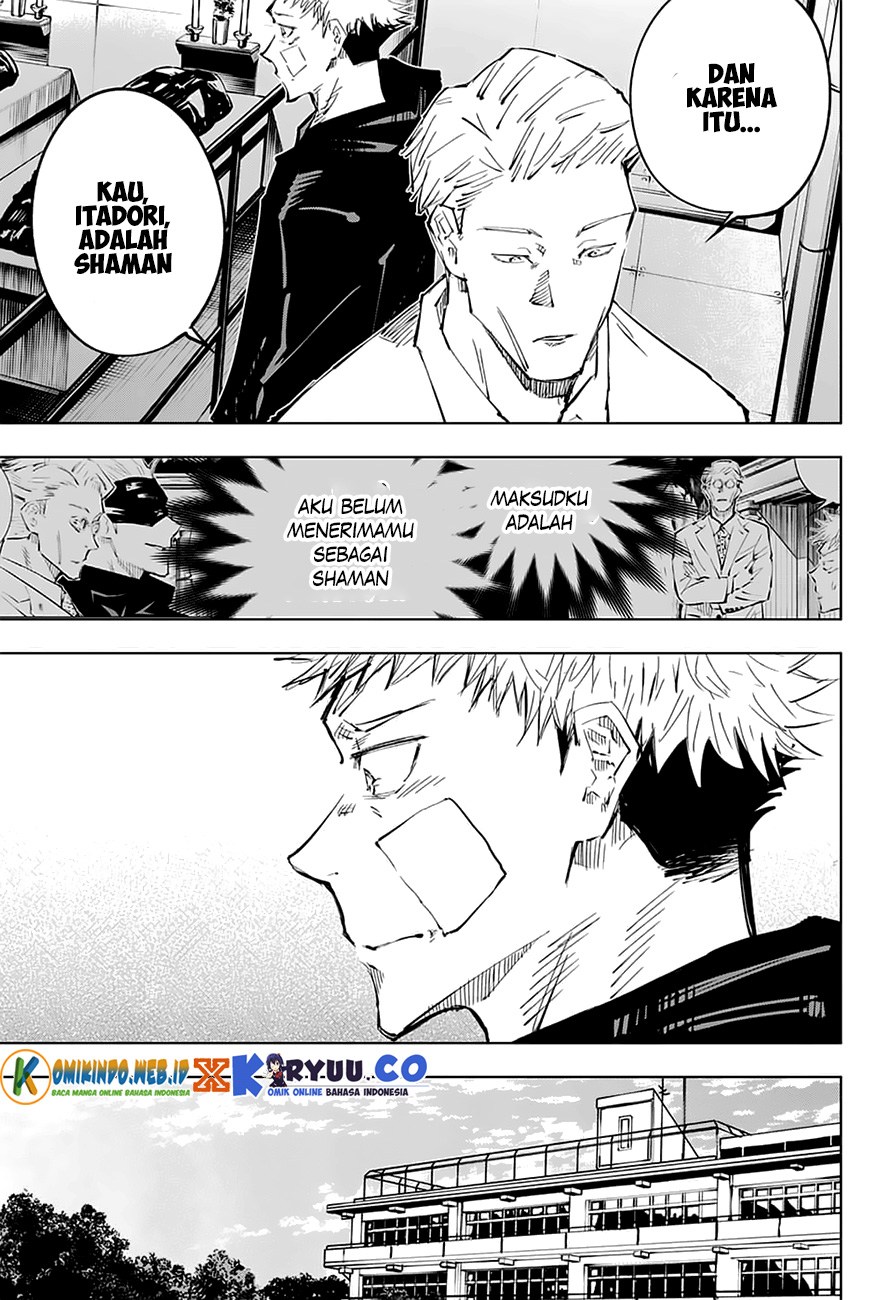 DAN
KARENA
ITU...
KAU,
ITADORI,
ADALAH
SHAMAN
MAKSUDKU
ADALAH
AKU BELUM
MENERIMAMU
SEBAGAI
SHAMAN
KOMIKINDO.WEB.ID X KIRYUU.CO
BACA MANGA ONLINE BAHASA INDONESIA OMIK ONLINE BAHASA INDONESIA